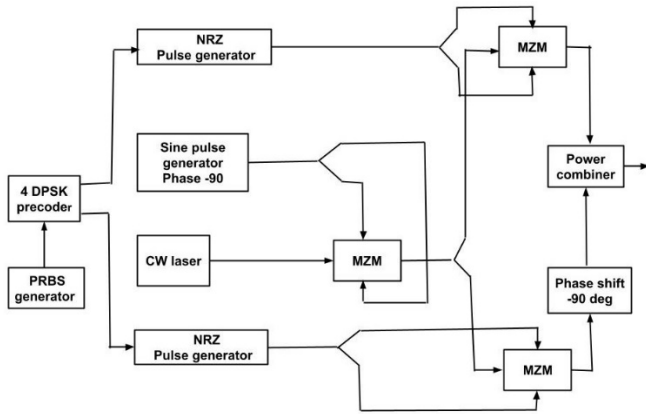 NRZ
Pulse generator
MZM
Sine pulse
generator
Phase -90
Power
combiner
4 DPSK
precoder
CW laser
MZM
PRBS
generator
Phase shift
-90 deg
NRZ
Pulse generator
MZM